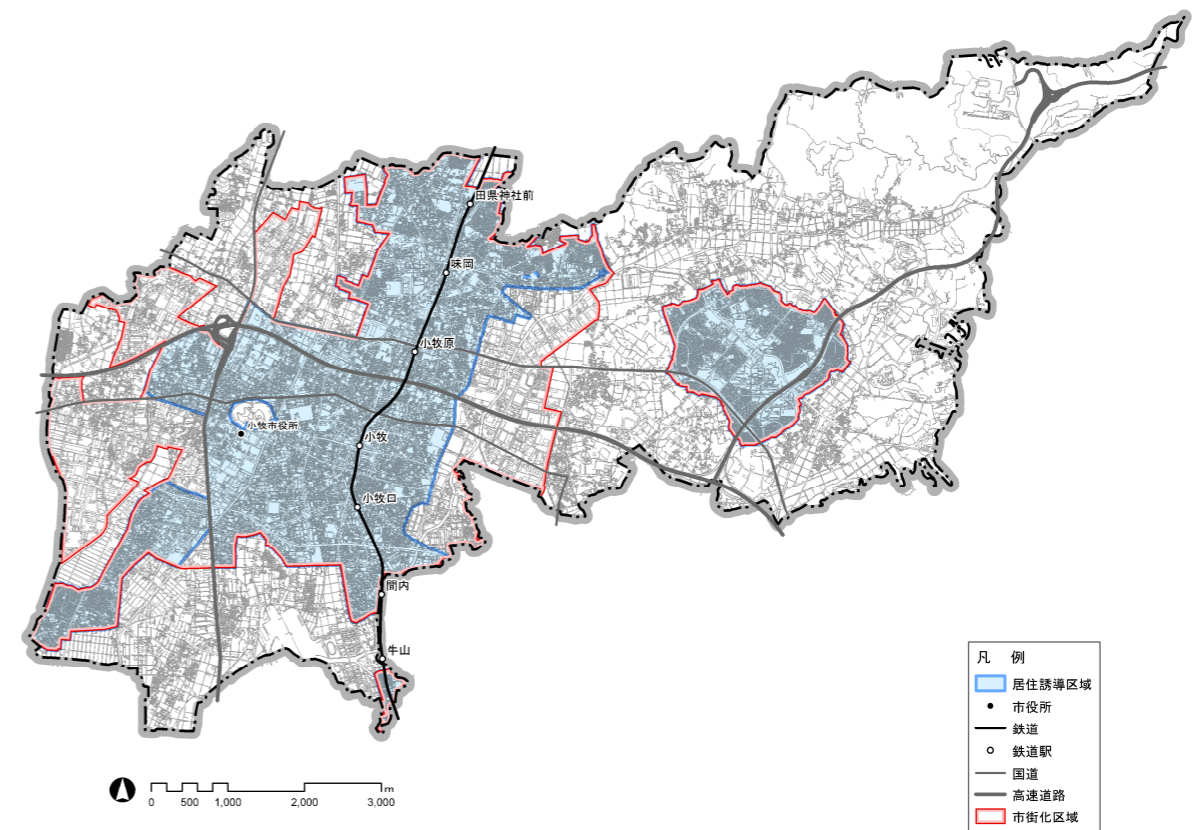 田県神社前
味岡
小牧原
小牧市役所
小牧
小牧口
間内
牛山
凡 例
居住誘導区域
市役所
鉄道
鉄道駅
国道
高速道路
市街化区域
0 500 1,000 2,000 3,000 m